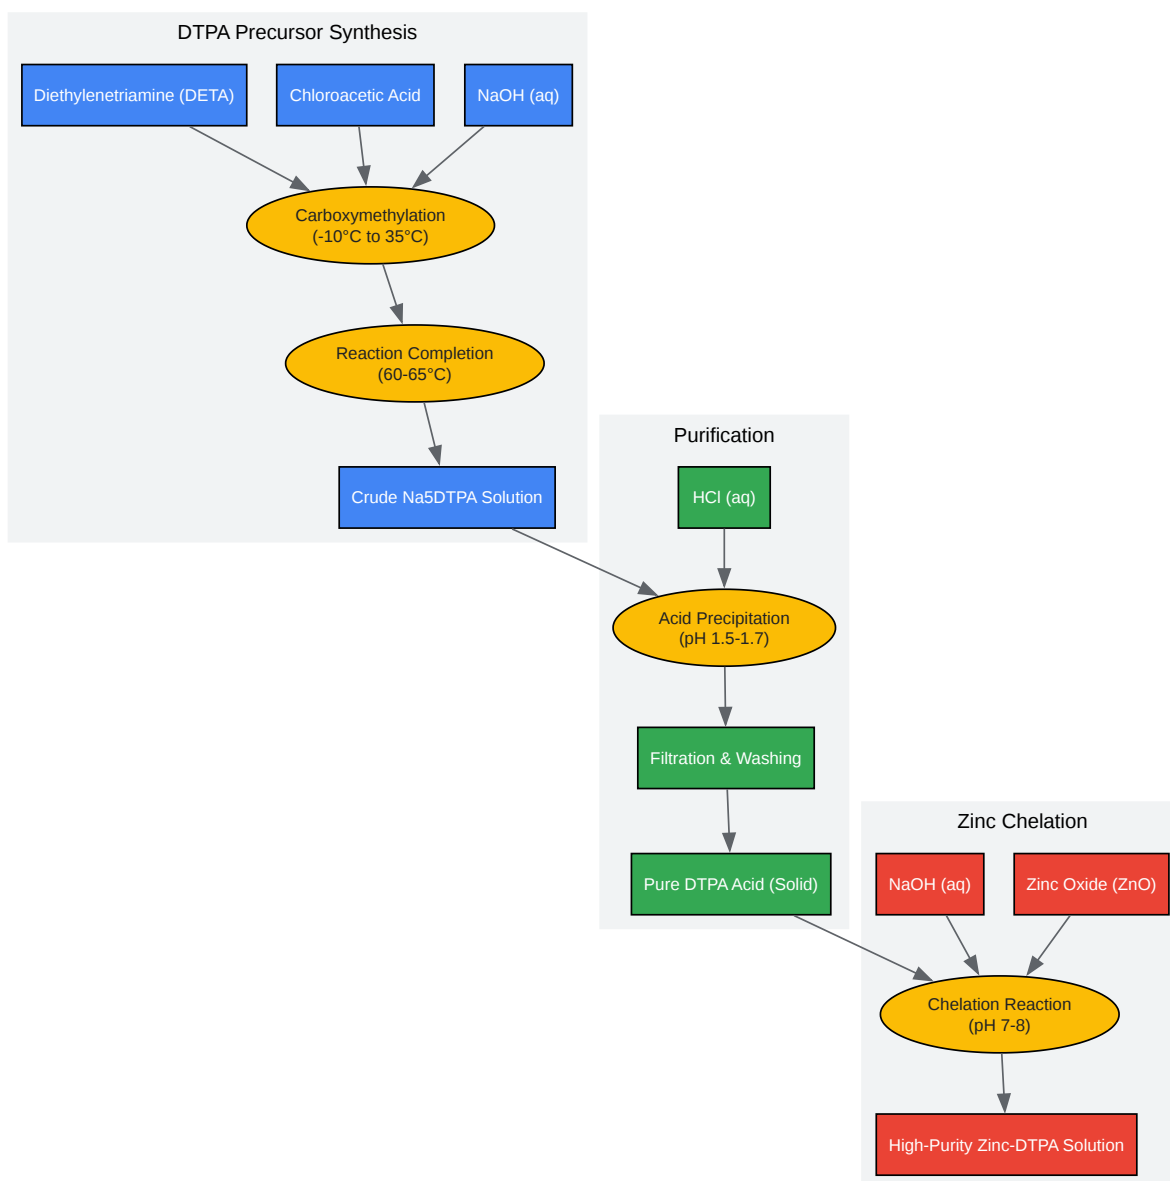 DTPA Precursor Synthesis
Diethylenetriamine (DETA)
Chloroacetic Acid
NaOH (aq)
Carboxymethylation
(-10°C to 35°C)
Reaction Completion
(60-65°C)
Crude Na5DTPA Solution
Purification
HCl (aq)
Acid Precipitation
(pH 1.5-1.7)
Filtration & Washing
Pure DTPA Acid (Solid)
Zinc Chelation
NaOH (aq)
Zinc Oxide (ZnO)
Chelation Reaction
(pH 7-8)
High-Purity Zinc-DTPA Solution